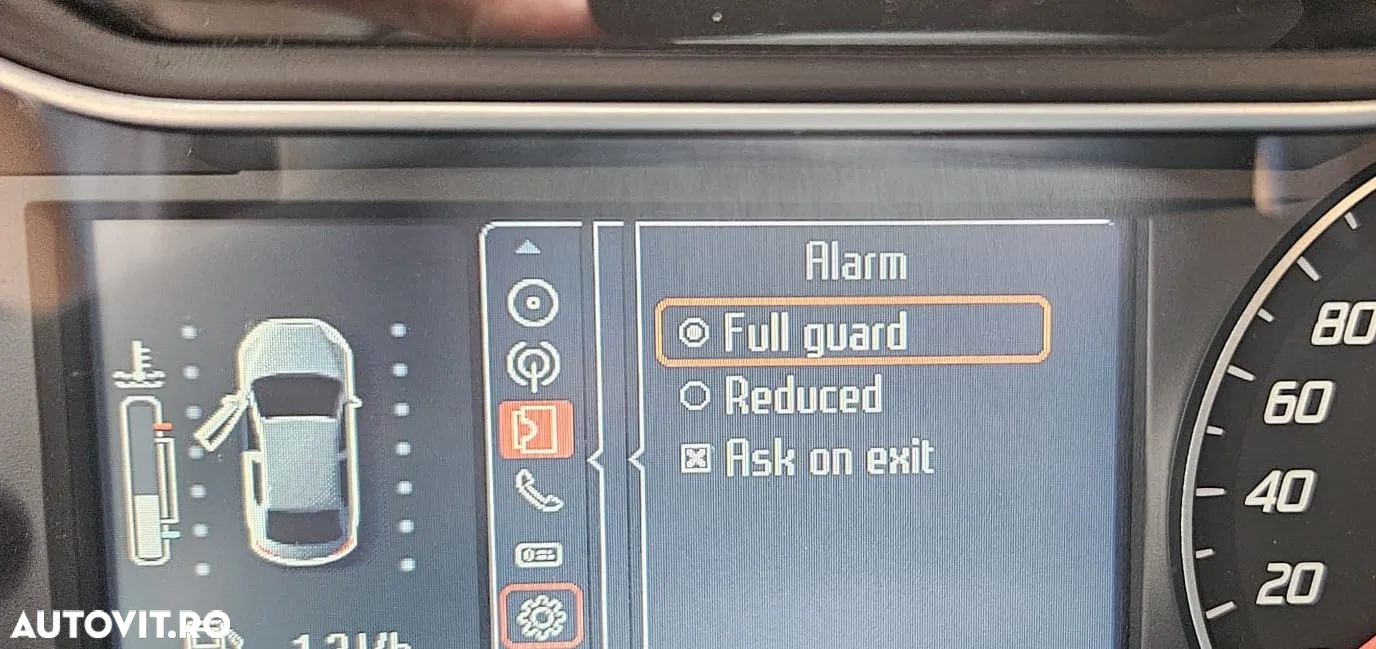 Alarm
Full guard
Reduced
Ask on exit
80
60
40
20
AUTOVIT.RO